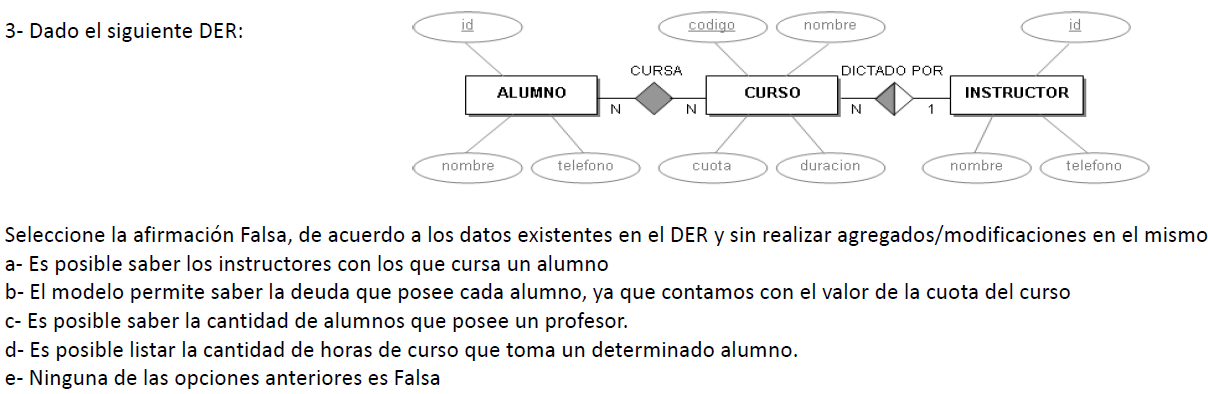 3- Dado el siguiente DER:
id
codigo
nombre
id
CURSA
DICTADO POR
ALUMNO
CURSO
INSTRUCTOR
N
N
N
1
nombre
telefono
cuota
duracion
nombre
telefono
Seleccione la afirmación Falsa, de acuerdo a los datos existentes en el DER y sin realizar agregados/modificaciones en el mismo
a- Es posible saber los instructores con los que cursa un alumno
b- El modelo permite saber la deuda que posee cada alumno, ya que contamos con el valor de la cuota del curso
c- Es posible saber la cantidad de alumnos que posee un profesor.
d- Es posible listar la cantidad de horas de curso que toma un determinado alumno.
e- Ninguna de las opciones anteriores es Falsa